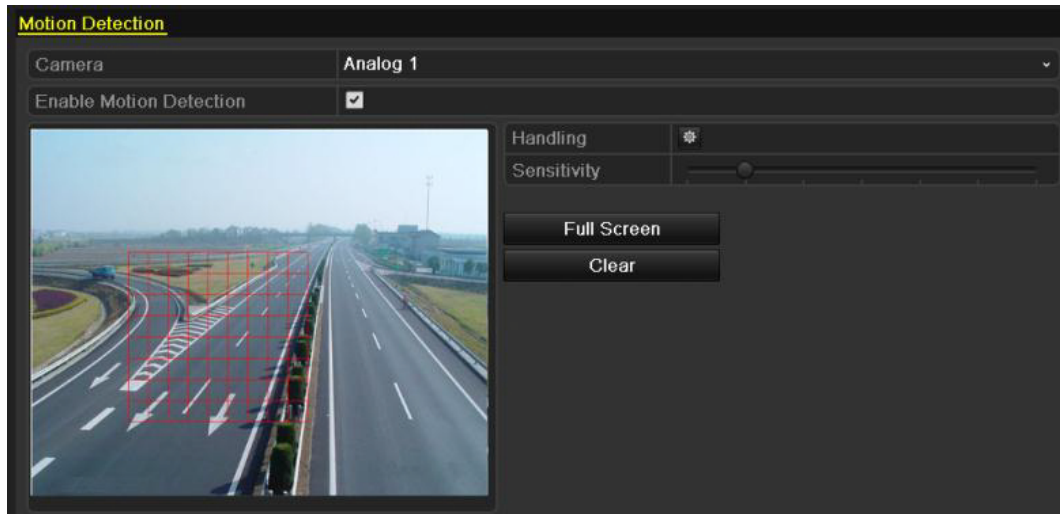 Motion Detection
Camera Analog 1
Enable Motion Detection
Handling
Sensitivity
Full Screen
Clear